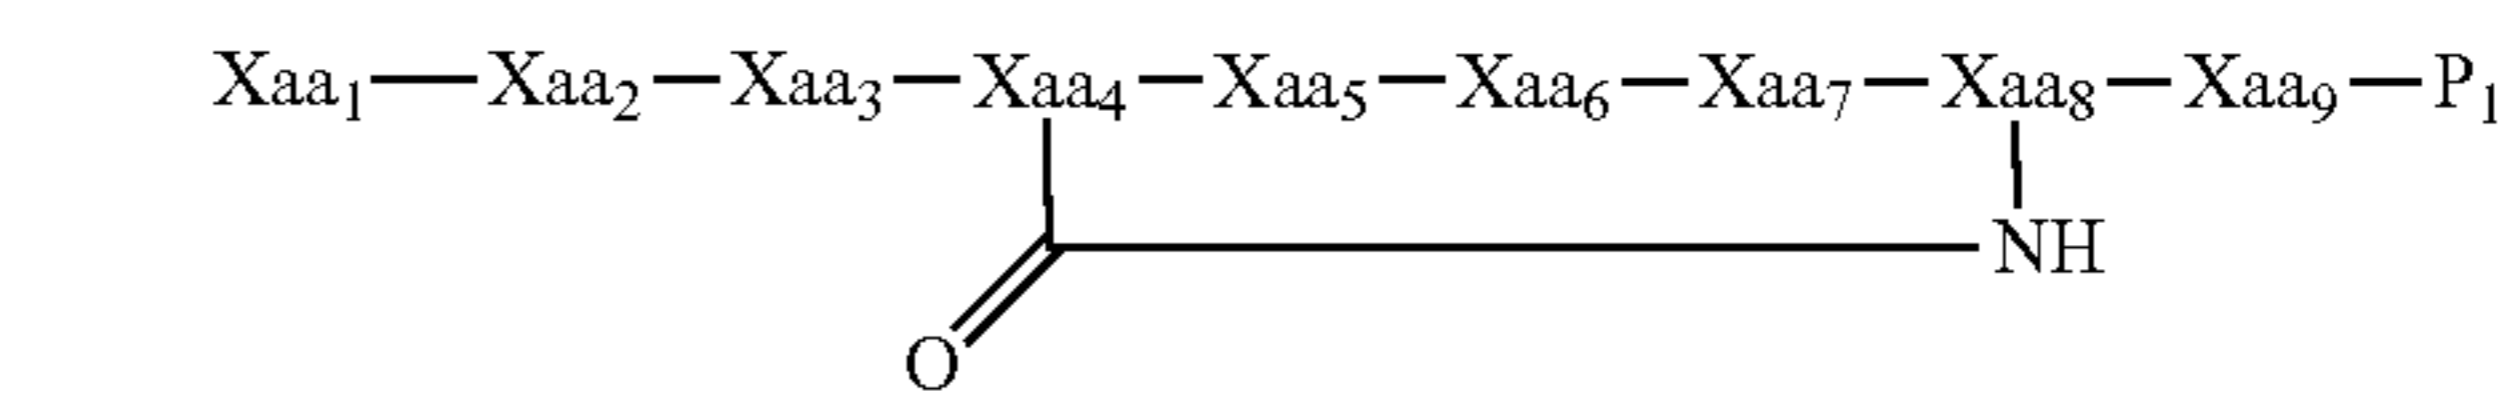 Xaa₁—Xaa₂—Xaa₃—Xaa₄—Xaa₅—Xaa₆—Xaa₇—Xaa₈—Xaa₉—P₁
NH
O